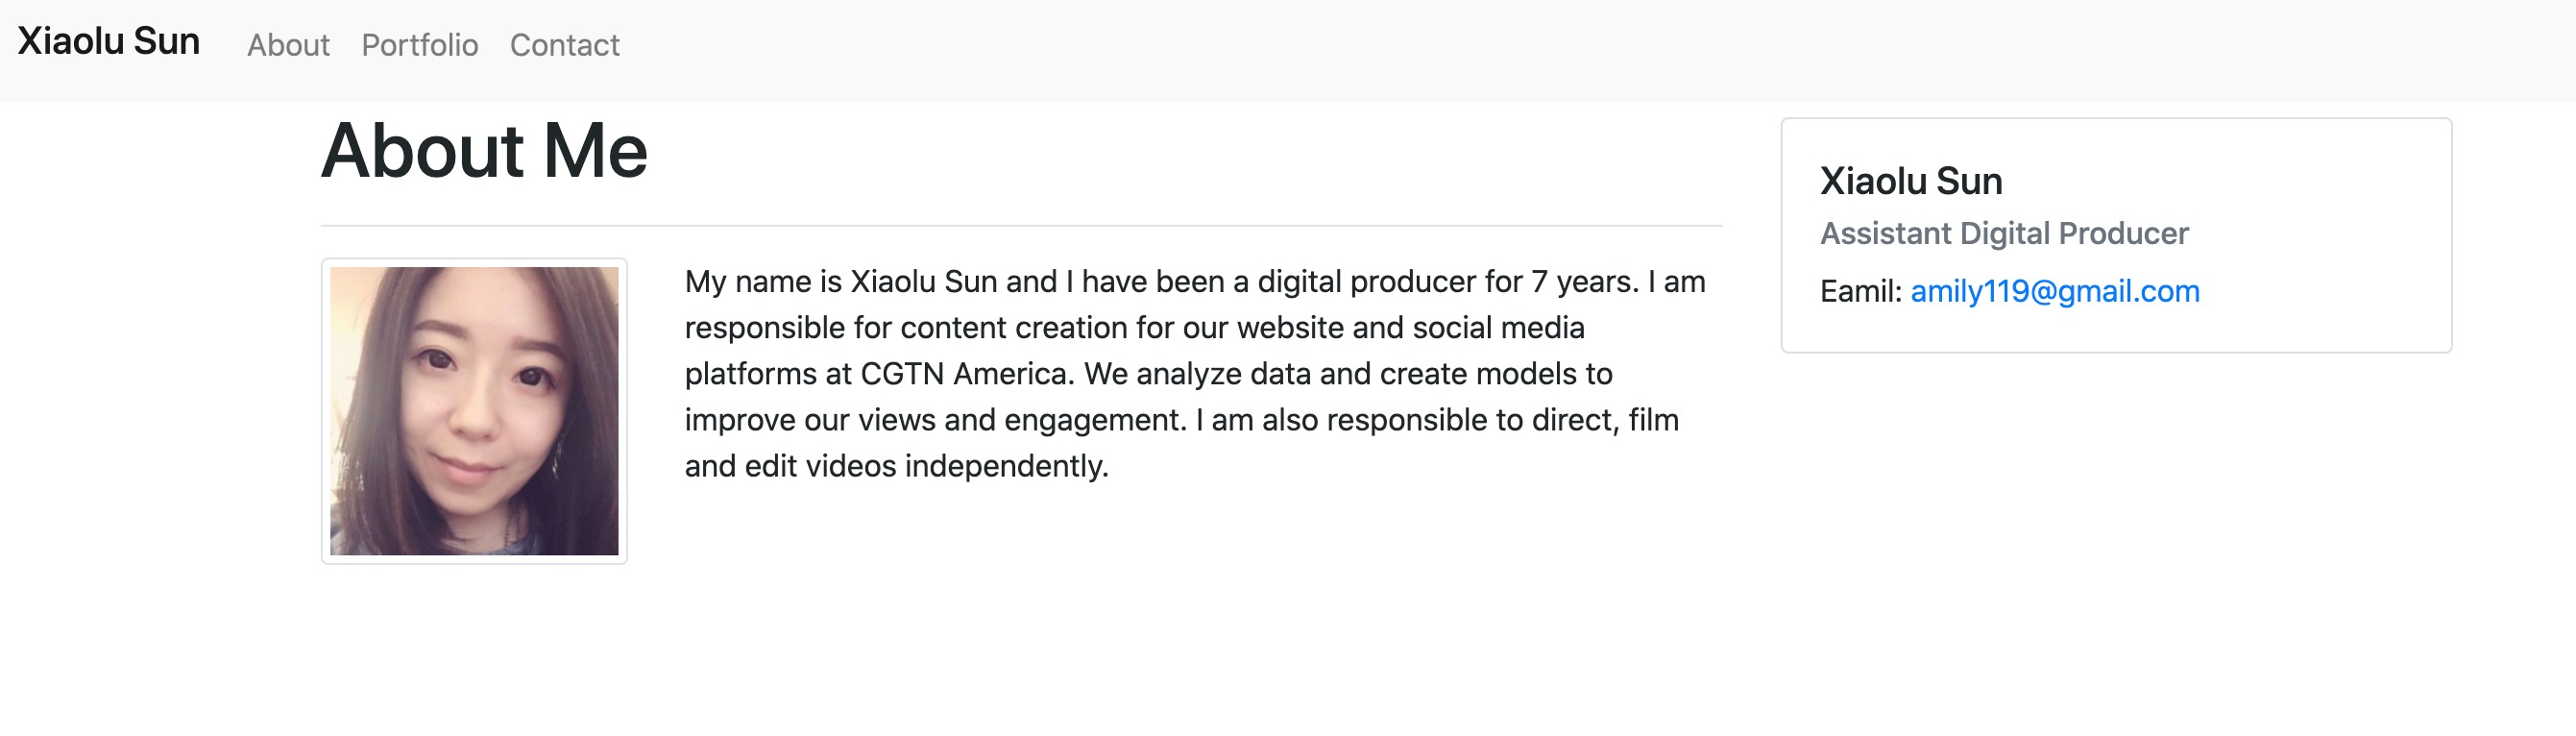 Xiaolu Sun About Portfolio Contact
About Me
My name is Xiaolu Sun and I have been a digital producer for 7 years. I am
responsible for content creation for our website and social media
platforms at CGTN America. We analyze data and create models to
improve our views and engagement. I am also responsible to direct, film
and edit videos independently.
Xiaolu Sun
Assistant Digital Producer
Eamil: amily119@gmail.com